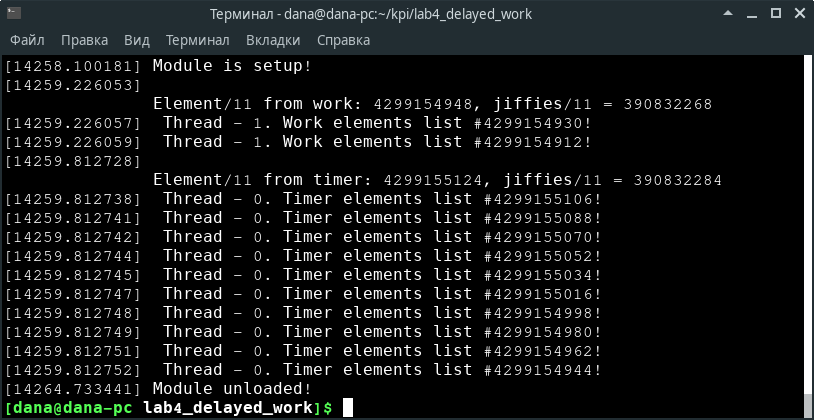 Терминал - dana@dana-pc:~/kpi/lab4_delayed_work
Файл Правка Вид Терминал Вкладки Справка
[14258.100181] Module is setup!
[14259.226053]
Element/11 from work: 4299154948, jiffies/11 = 390832268
[14259.226057]  Thread - 1. Work elements list #4299154930!
[14259.226059]  Thread - 1. Work elements list #4299154912!
[14259.812728]
Element/11 from timer: 4299155124, jiffies/11 = 390832284
[14259.812738]  Thread - 0. Timer elements list #4299155106!
[14259.812741]  Thread - 0. Timer elements list #4299155088!
[14259.812742]  Thread - 0. Timer elements list #4299155070!
[14259.812744]  Thread - 0. Timer elements list #4299155052!
[14259.812745]  Thread - 0. Timer elements list #4299155034!
[14259.812747]  Thread - 0. Timer elements list #4299155016!
[14259.812748]  Thread - 0. Timer elements list #4299154998!
[14259.812749]  Thread - 0. Timer elements list #4299154980!
[14259.812751]  Thread - 0. Timer elements list #4299154962!
[14259.812752]  Thread - 0. Timer elements list #4299154944!
[14264.733441] Module unloaded!
[dana@dana-pc lab4_delayed_work]$